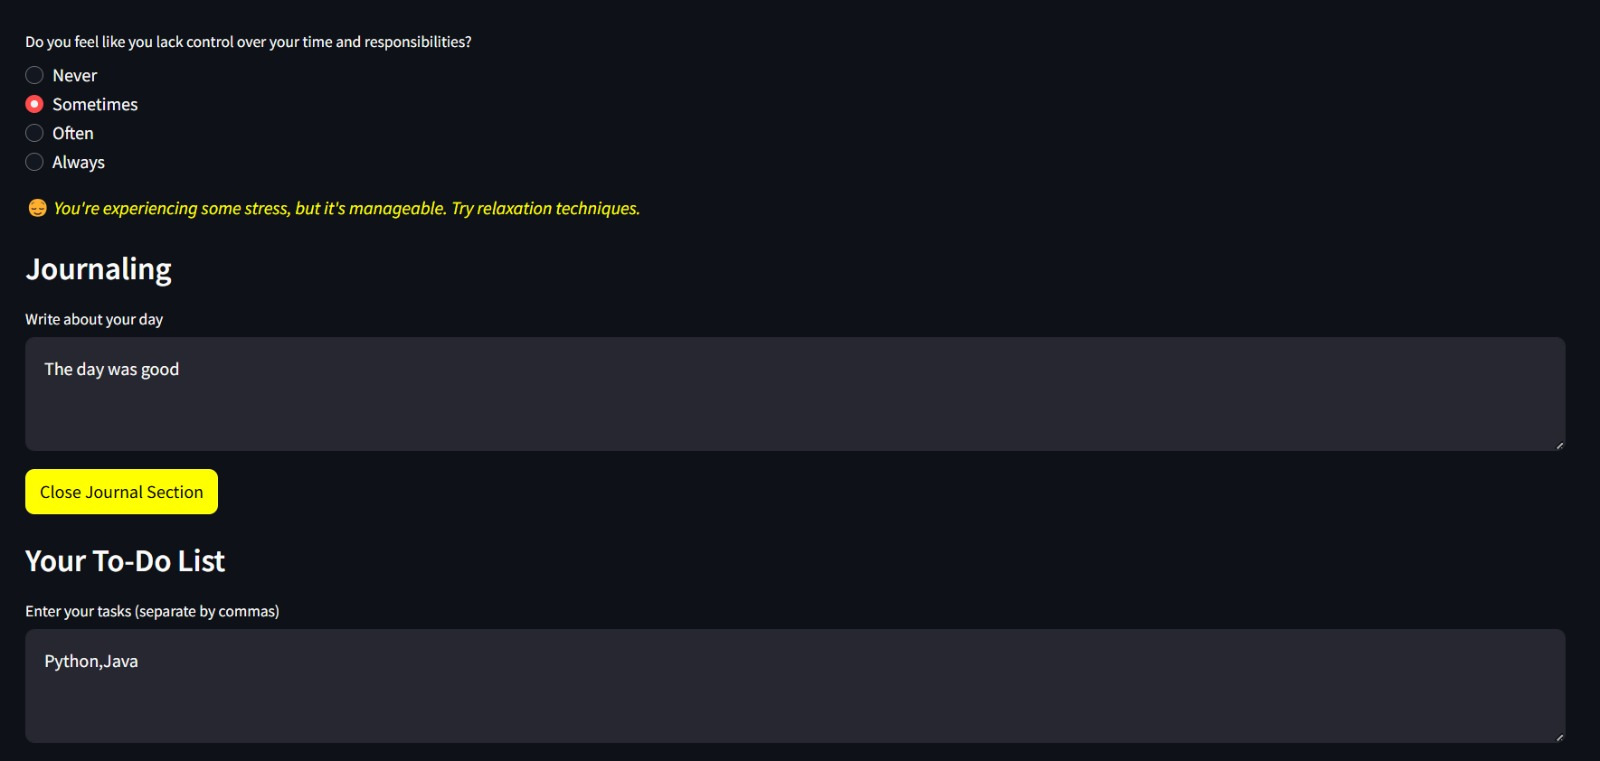 Do you feel like you lack control over your time and responsibilities?
Never
Sometimes
Often
Always
😌 You're experiencing some stress, but it's manageable. Try relaxation techniques.
Journaling
Write about your day
The day was good
Close Journal Section
Your To-Do List
Enter your tasks (separate by commas)
Python,Java